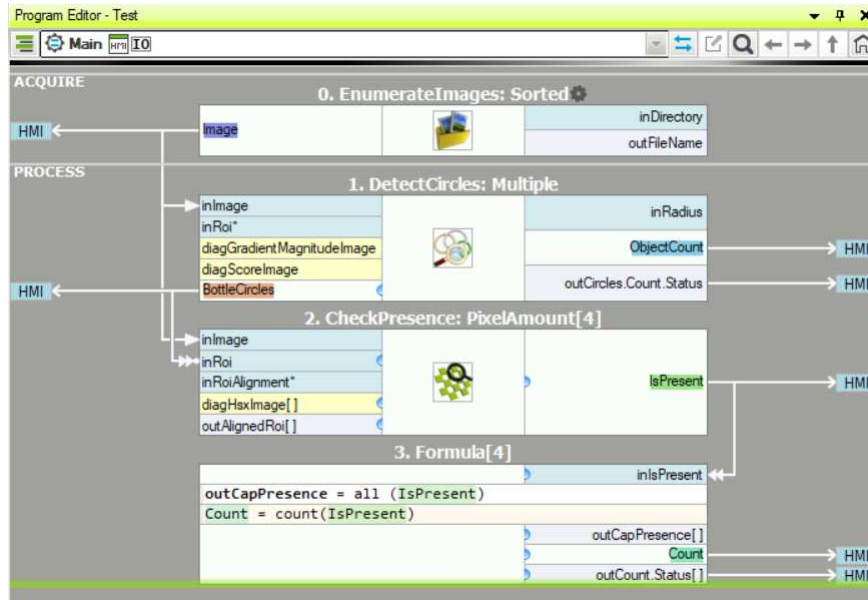 Program Editor - Test
Main HMI IO
ACQUIRE
0. EnumerateImages: Sorted
HMI
Image
inDirectory
outFileName
PROCESS
1. DetectCircles: Multiple
inImage
inRoi*
diagGradientMagnitudeImage
diagScoreImage
BottleCircles
inRadius
ObjectCount
outCircles.Count.Status
HMI
HMI
HMI
2. CheckPresence: PixelAmount[4]
inImage
inRoi
inRoiAlignment*
diagHsxImage[ ]
outAlignedRoi[ ]
IsPresent
HMI
3. Formula[4]
inIsPresent
outCapPresence = all (IsPresent)
Count = count(IsPresent)
outCapPresence[ ]
Count
HMI
outCount.Status[ ]
HMI